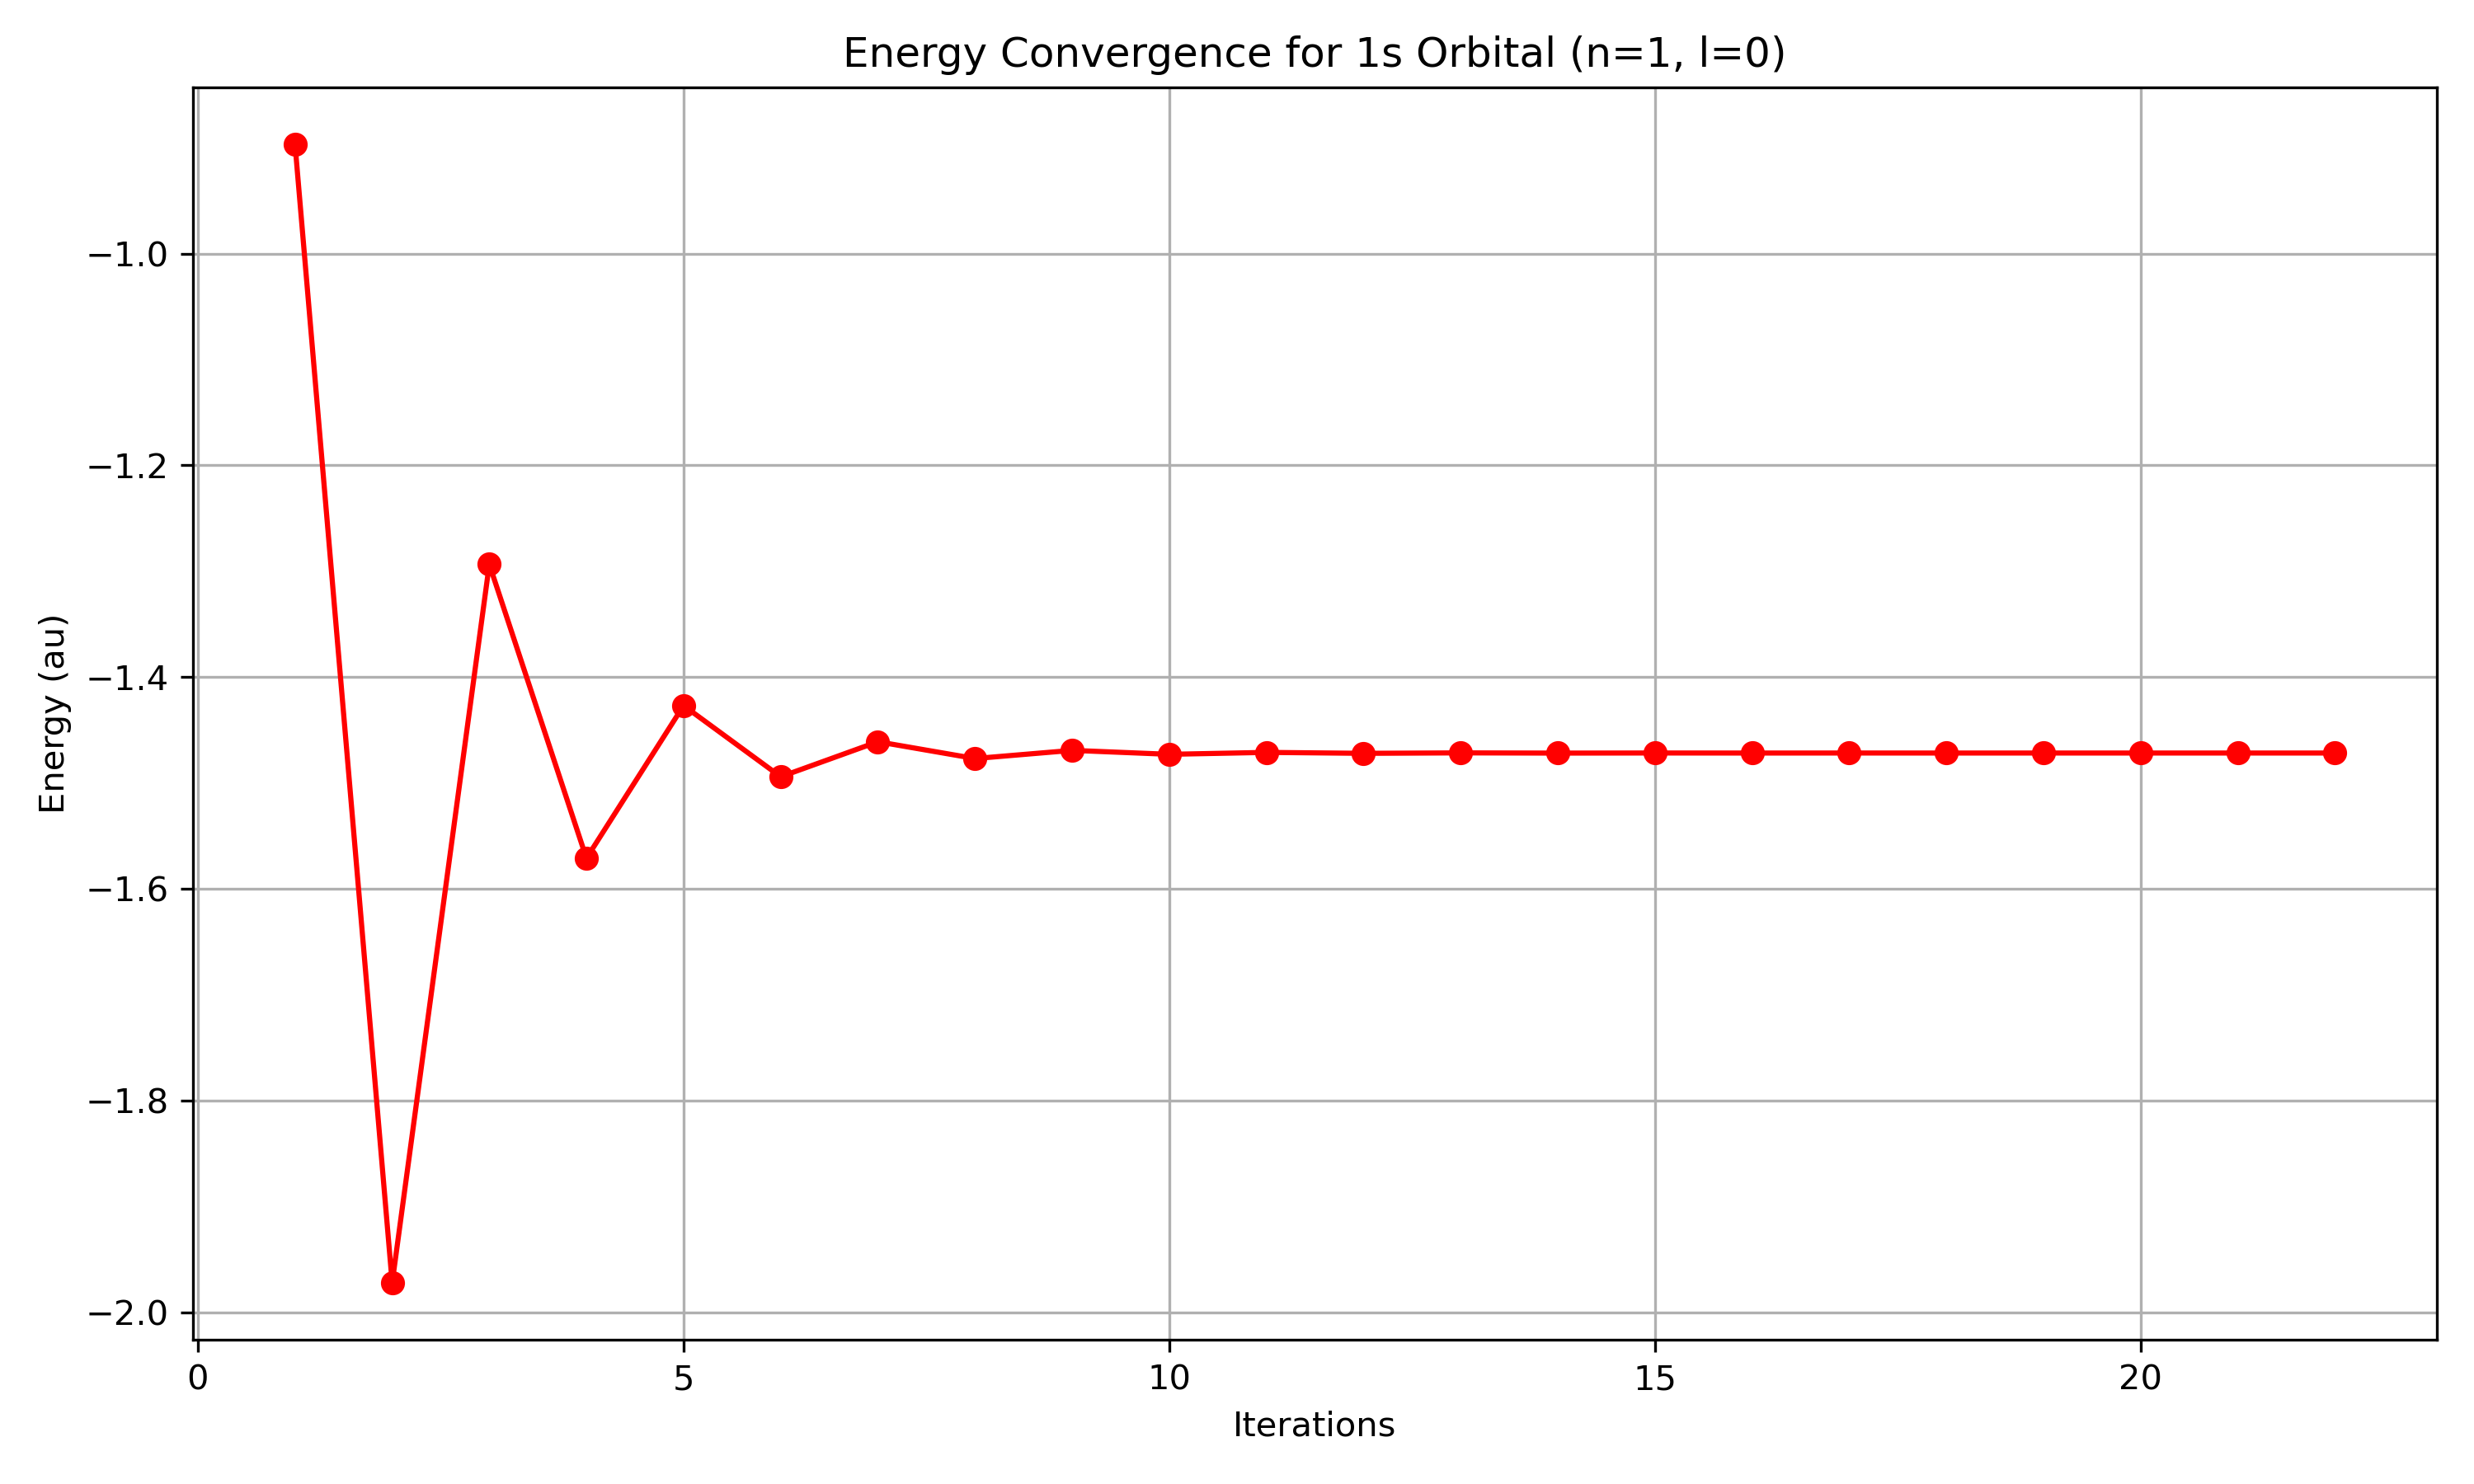 Energy Convergence for 1s Orbital (n=1, l=0)
Energy (au)
−1.0
−1.2
−1.4
−1.6
−1.8
−2.0
0 5 10 15 20
Iterations